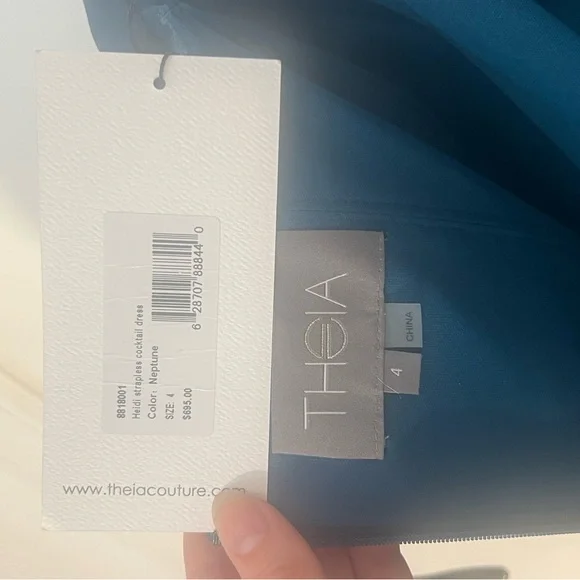 8818001
Heidi strapless cocktail dress
Color: Neptune
SIZE: 4
$695.00
6 28707 88844 0
www.theiacouture.com
THEIA
4
CHINA